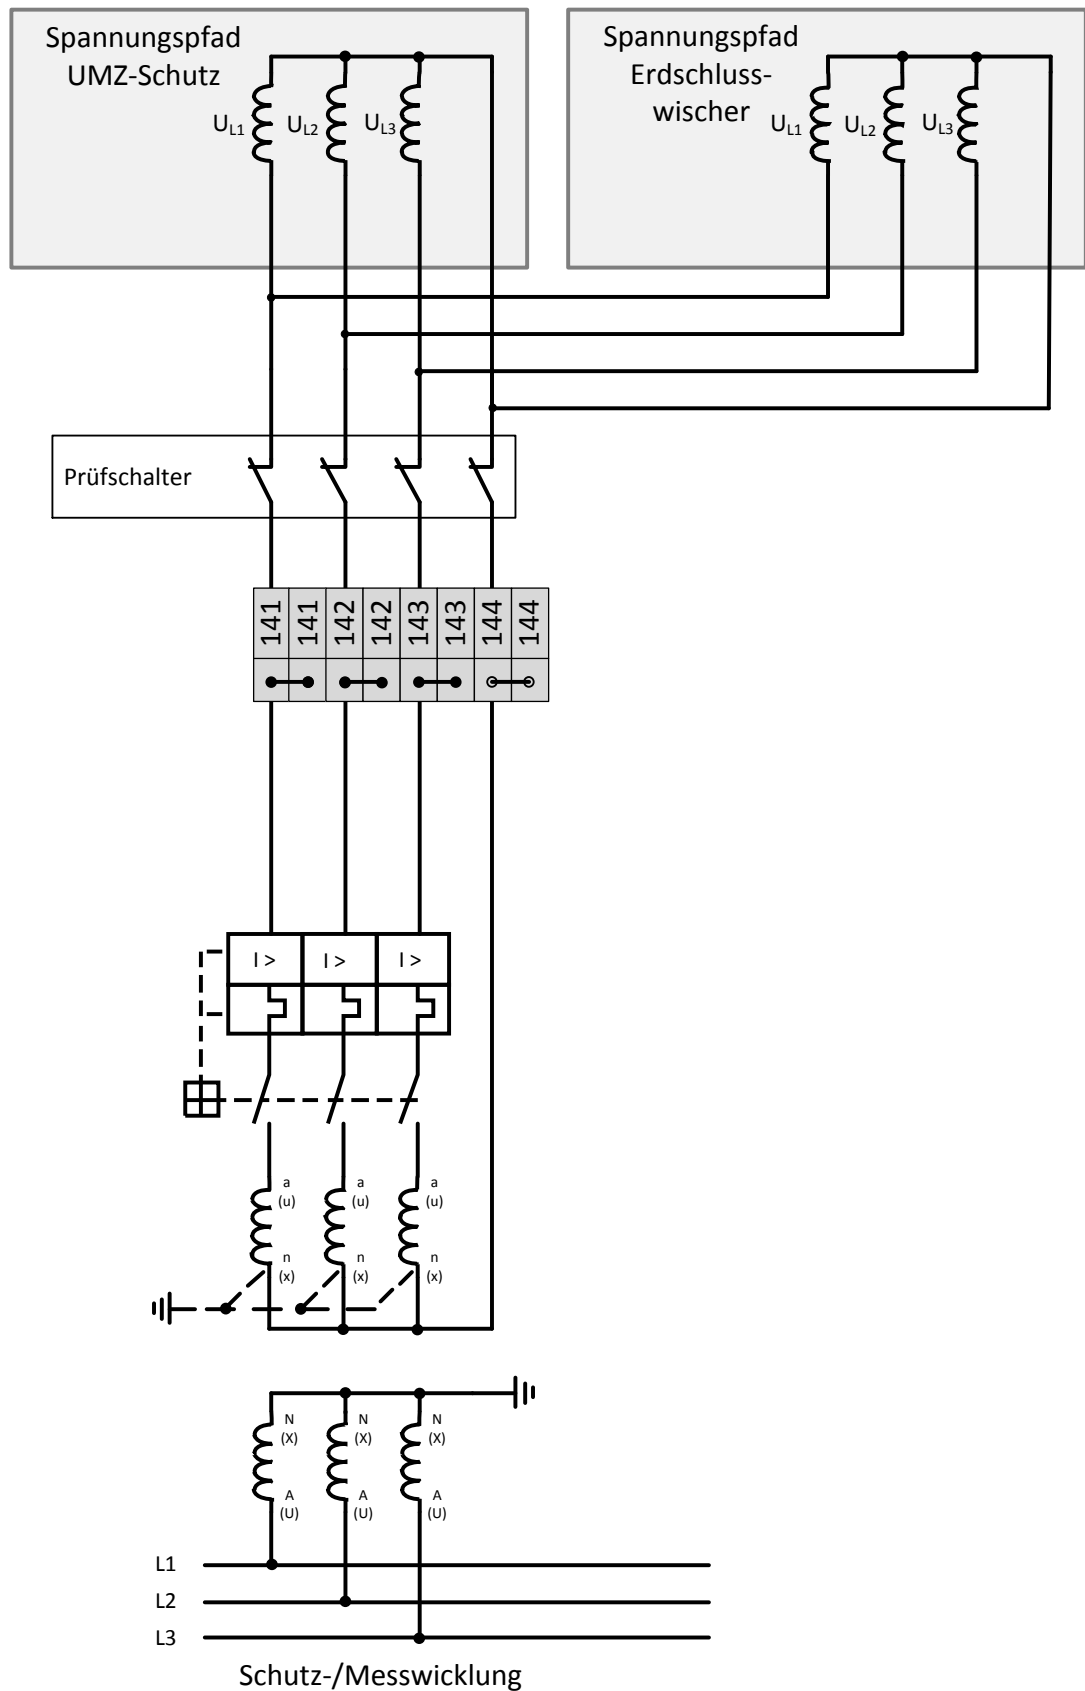 Spannungspfad
UMZ-Schutz
U_L1 U_L2 U_L3
Spannungspfad
Erdschluss-
wischer
U_L1 U_L2 U_L3
Prüfschalter
141 141 142 142 143 143 144 144
I > I > I >
a a a
(u) (u) (u)
n n n
(x) (x) (x)
N N N
(X) (X) (X)
A A A
(U) (U) (U)
L1
L2
L3
Schutz-/Messwicklung